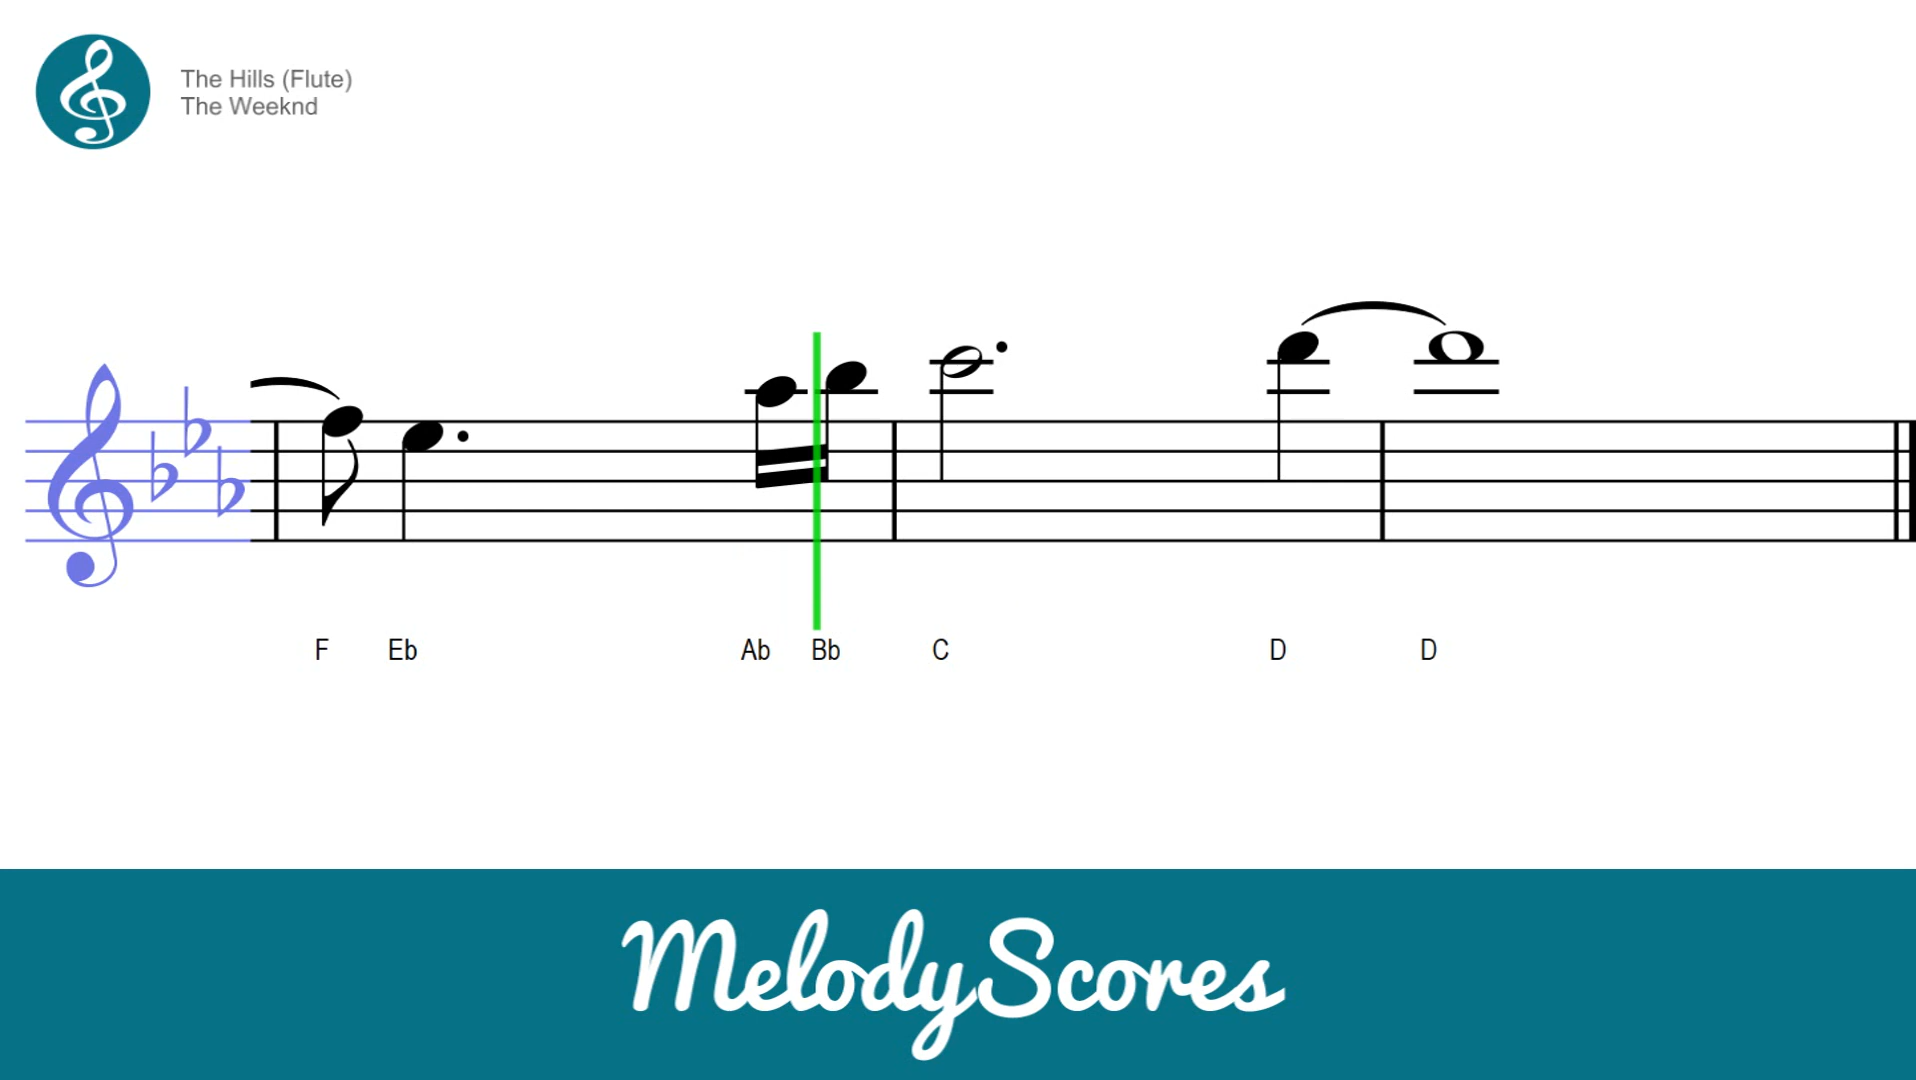 The Hills (Flute)
The Weeknd
F Eb Ab Bb C D D
MelodyScores